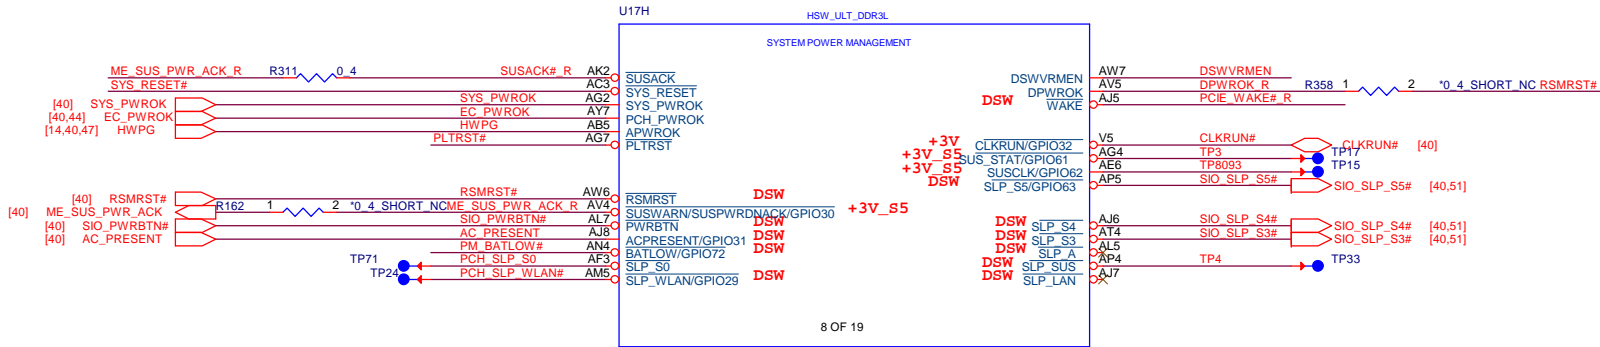 U17H
HSW_ULT_DDR3L
SYSTEM POWER MANAGEMENT
ME_SUS_PWR_ACK_R R311 0_4 SUSACK#_R AK2 SUSACK
SYS_RESET# AC3 SYS_RESET
[40] SYS_PWROK SYS_PWROK AG2 SYS_PWROK
[40,44] EC_PWROK EC_PWROK AY7 PCH_PWROK
[14,40,47] HWPG HWPG AB5 APWROK
PLTRST# AG7 PLTRST
DSWVRMEN AW7 DSWVRMEN
DPWROK AV5 DPWROK_R R358 1 2 *0_4_SHORT_NC RSMRST#
DSW WAKE AJ5 PCIE_WAKE#_R
+3V CLKRUN/GPIO32 V5 CLKRUN# CLKRUN# [40]
+3V_S5 SUS_STAT/GPIO61 AG4 TP3 TP17
+3V_S5 SUSCLK/GPIO62 AE6 TP8093 TP15
DSW SLP_S5/GPIO63 AP5 SIO_SLP_S5# SIO_SLP_S5# [40,51]
[40] RSMRST# RSMRST# AW6 RSMRST DSW
[40] ME_SUS_PWR_ACK R162 1 2 *0_4_SHORT_NC ME_SUS_PWR_ACK_R AV4 SUSWARN/SUSPWRDNACK/GPIO30 +3V_S5
[40] SIO_PWRBTN# SIO_PWRBTN# AL7 PWRBTN DSW
[40] AC_PRESENT AC_PRESENT AJ8 ACPRESENT/GPIO31 DSW
PM_BATLOW# AN4 BATLOW/GPIO72 DSW
TP71 PCH_SLP_S0 AF3 SLP_S0
TP24 PCH_SLP_WLAN# AM5 SLP_WLAN/GPIO29 DSW
DSW SLP_S4 AJ6 SIO_SLP_S4# SIO_SLP_S4# [40,51]
DSW SLP_S3 AT4 SIO_SLP_S3# SIO_SLP_S3# [40,51]
DSW SLP_A AL5
DSW SLP_SUS AP4 TP4 TP33
DSW SLP_LAN AJ7
8 OF 19